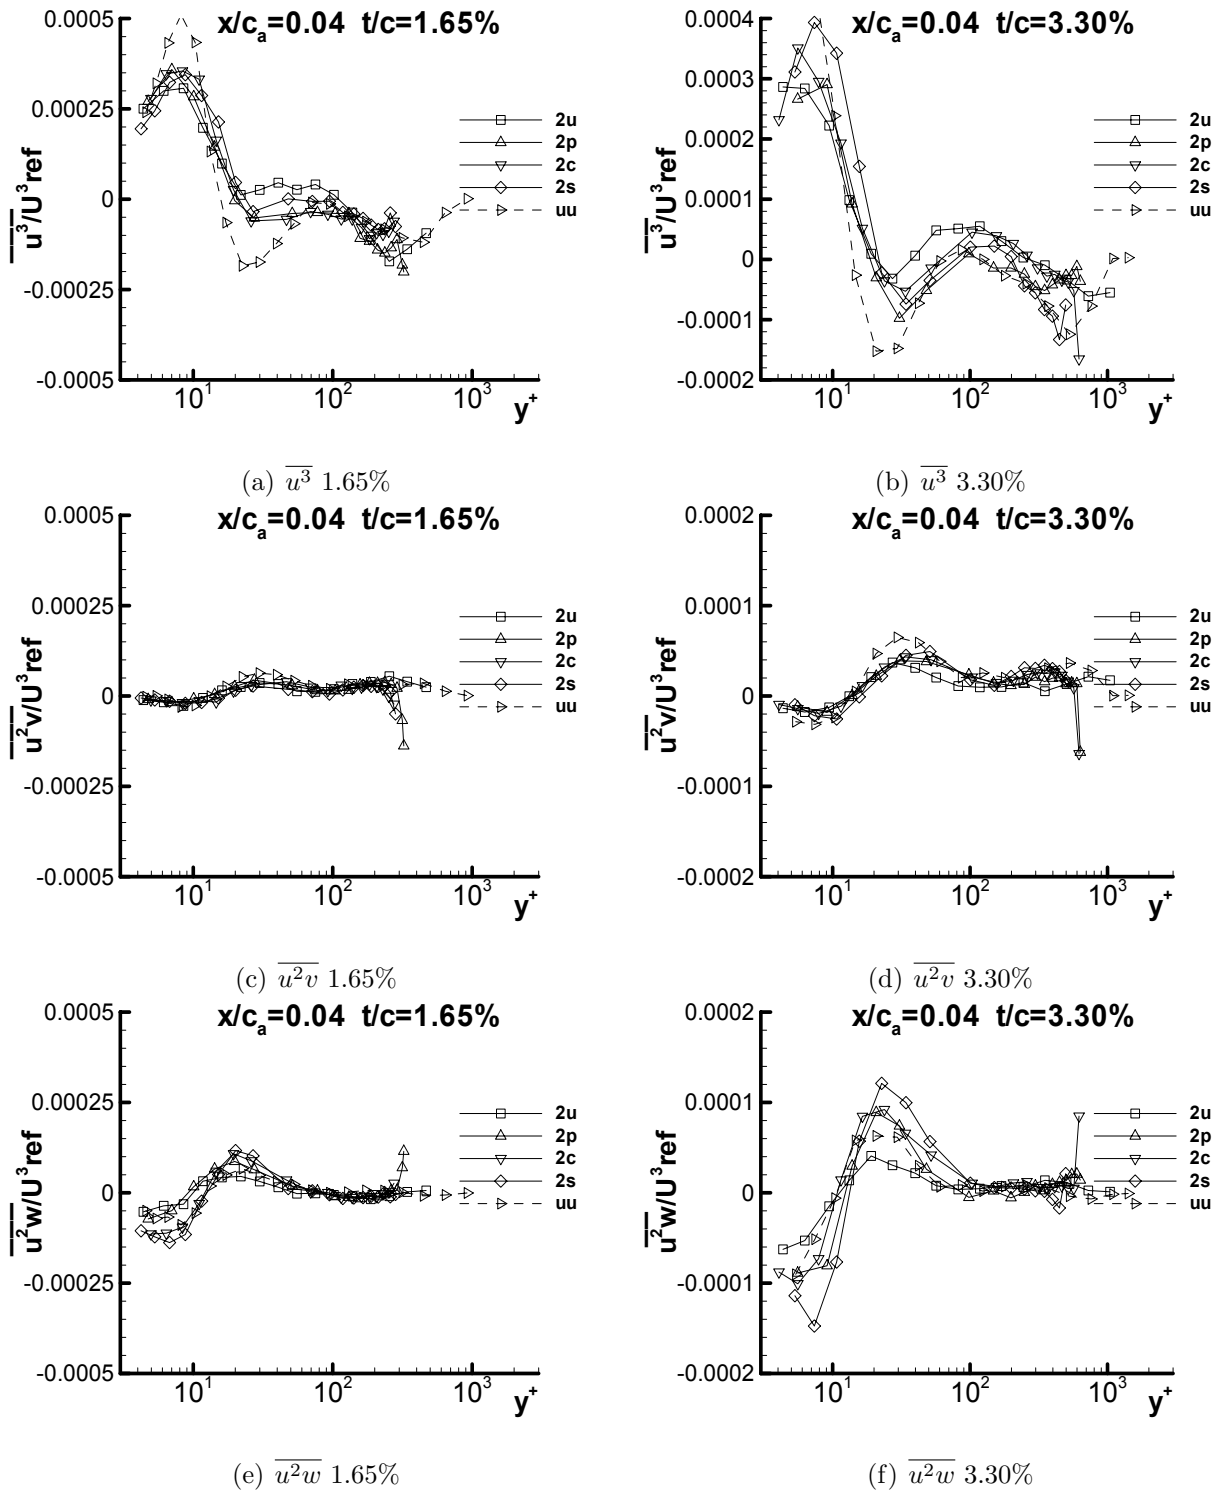 x/ca=0.04 t/c=1.65%
0.0005
0.00025
0
-0.00025
-0.0005
u³/U³ref
2u
2p
2c
2s
uu
10¹ 10² 10³
y⁺
(a) u³ 1.65%
x/ca=0.04 t/c=3.30%
0.0004
0.0003
0.0002
0.0001
0
-0.0001
-0.0002
u³/U³ref
2u
2p
2c
2s
uu
10¹ 10² 10³
y⁺
(b) u³ 3.30%
x/ca=0.04 t/c=1.65%
0.0005
0.00025
0
-0.00025
-0.0005
u²v/U³ref
2u
2p
2c
2s
uu
10¹ 10² 10³
y⁺
(c) u²v 1.65%
x/ca=0.04 t/c=3.30%
0.0002
0.0001
0
-0.0001
-0.0002
u²v/U³ref
2u
2p
2c
2s
uu
10¹ 10² 10³
y⁺
(d) u²v 3.30%
x/ca=0.04 t/c=1.65%
0.0005
0.00025
0
-0.00025
-0.0005
u²w/U³ref
2u
2p
2c
2s
uu
10¹ 10² 10³
y⁺
(e) u²w 1.65%
x/ca=0.04 t/c=3.30%
0.0002
0.0001
0
-0.0001
-0.0002
u²w/U³ref
2u
2p
2c
2s
uu
10¹ 10² 10³
y⁺
(f) u²w 3.30%